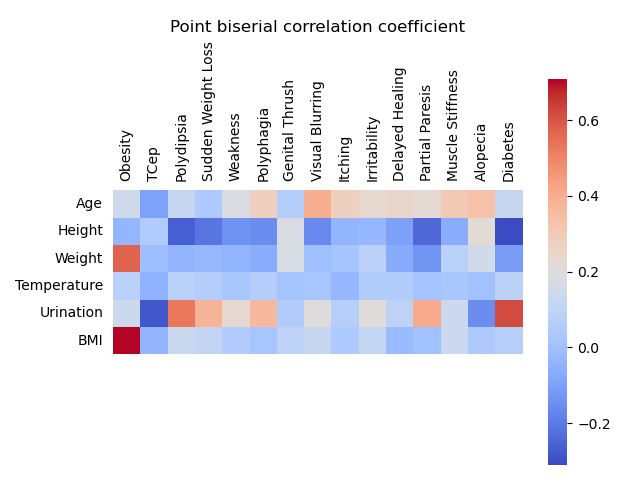 Point biserial correlation coefficient
Obesity
TCep
Polydipsia
Sudden Weight Loss
Weakness
Polyphagia
Genital Thrush
Visual Blurring
Itching
Irritability
Delayed Healing
Partial Paresis
Muscle Stiffness
Alopecia
Diabetes
Age
Height
Weight
Temperature
Urination
BMI
0.6
0.4
0.2
0.0
−0.2